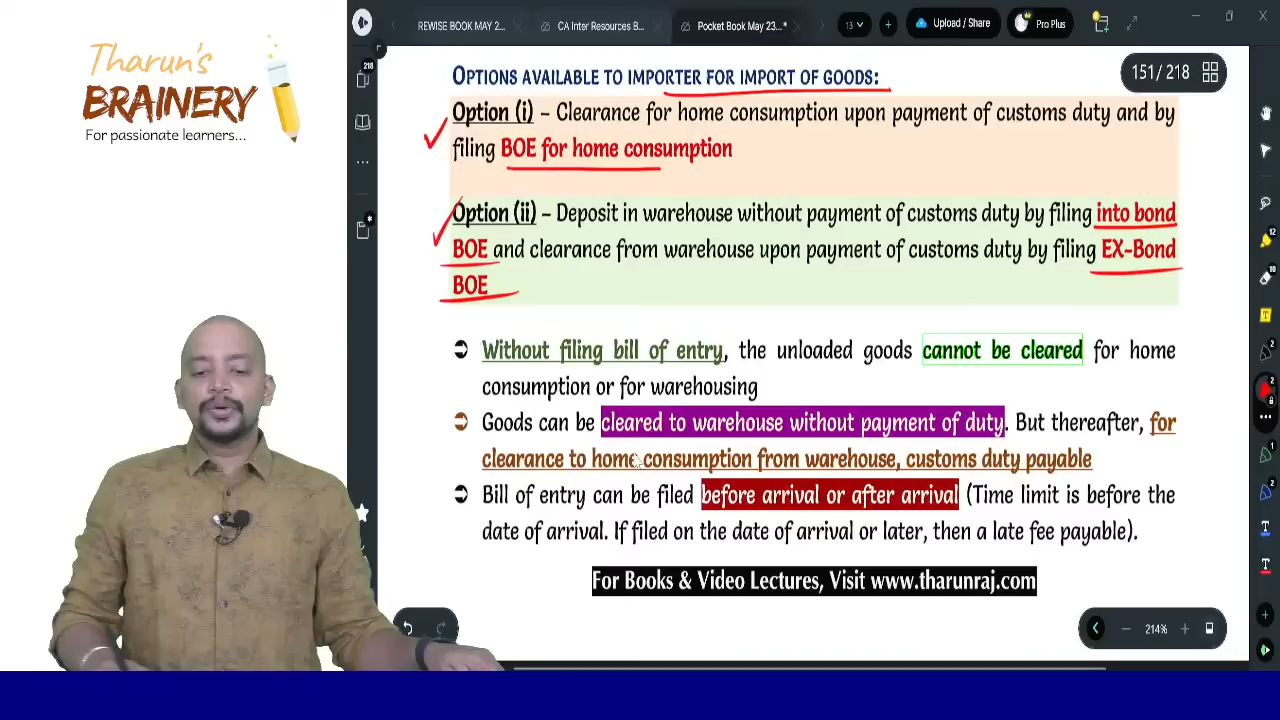 Tharun's
BRAINERY
For passionate learners...
REWISE BOOK MAY 2...
CA Inter Resources B...
Pocket Book May 23...*
13
Upload / Share
Pro Plus
218
151/218
OPTIONS AVAILABLE TO IMPORTER FOR IMPORT OF GOODS:
Option (i) – Clearance for home consumption upon payment of customs duty and by
filing BOE for home consumption
Option (ii) – Deposit in warehouse without payment of customs duty by filing into bond
BOE and clearance from warehouse upon payment of customs duty by filing EX-Bond
BOE
Without filing bill of entry, the unloaded goods cannot be cleared for home
consumption or for warehousing
Goods can be cleared to warehouse without payment of duty. But thereafter, for
clearance to home consumption from warehouse, customs duty payable
Bill of entry can be filed before arrival or after arrival (Time limit is before the
date of arrival. If filed on the date of arrival or later, then a late fee payable).
For Books & Video Lectures, Visit www.tharunraj.com
214%